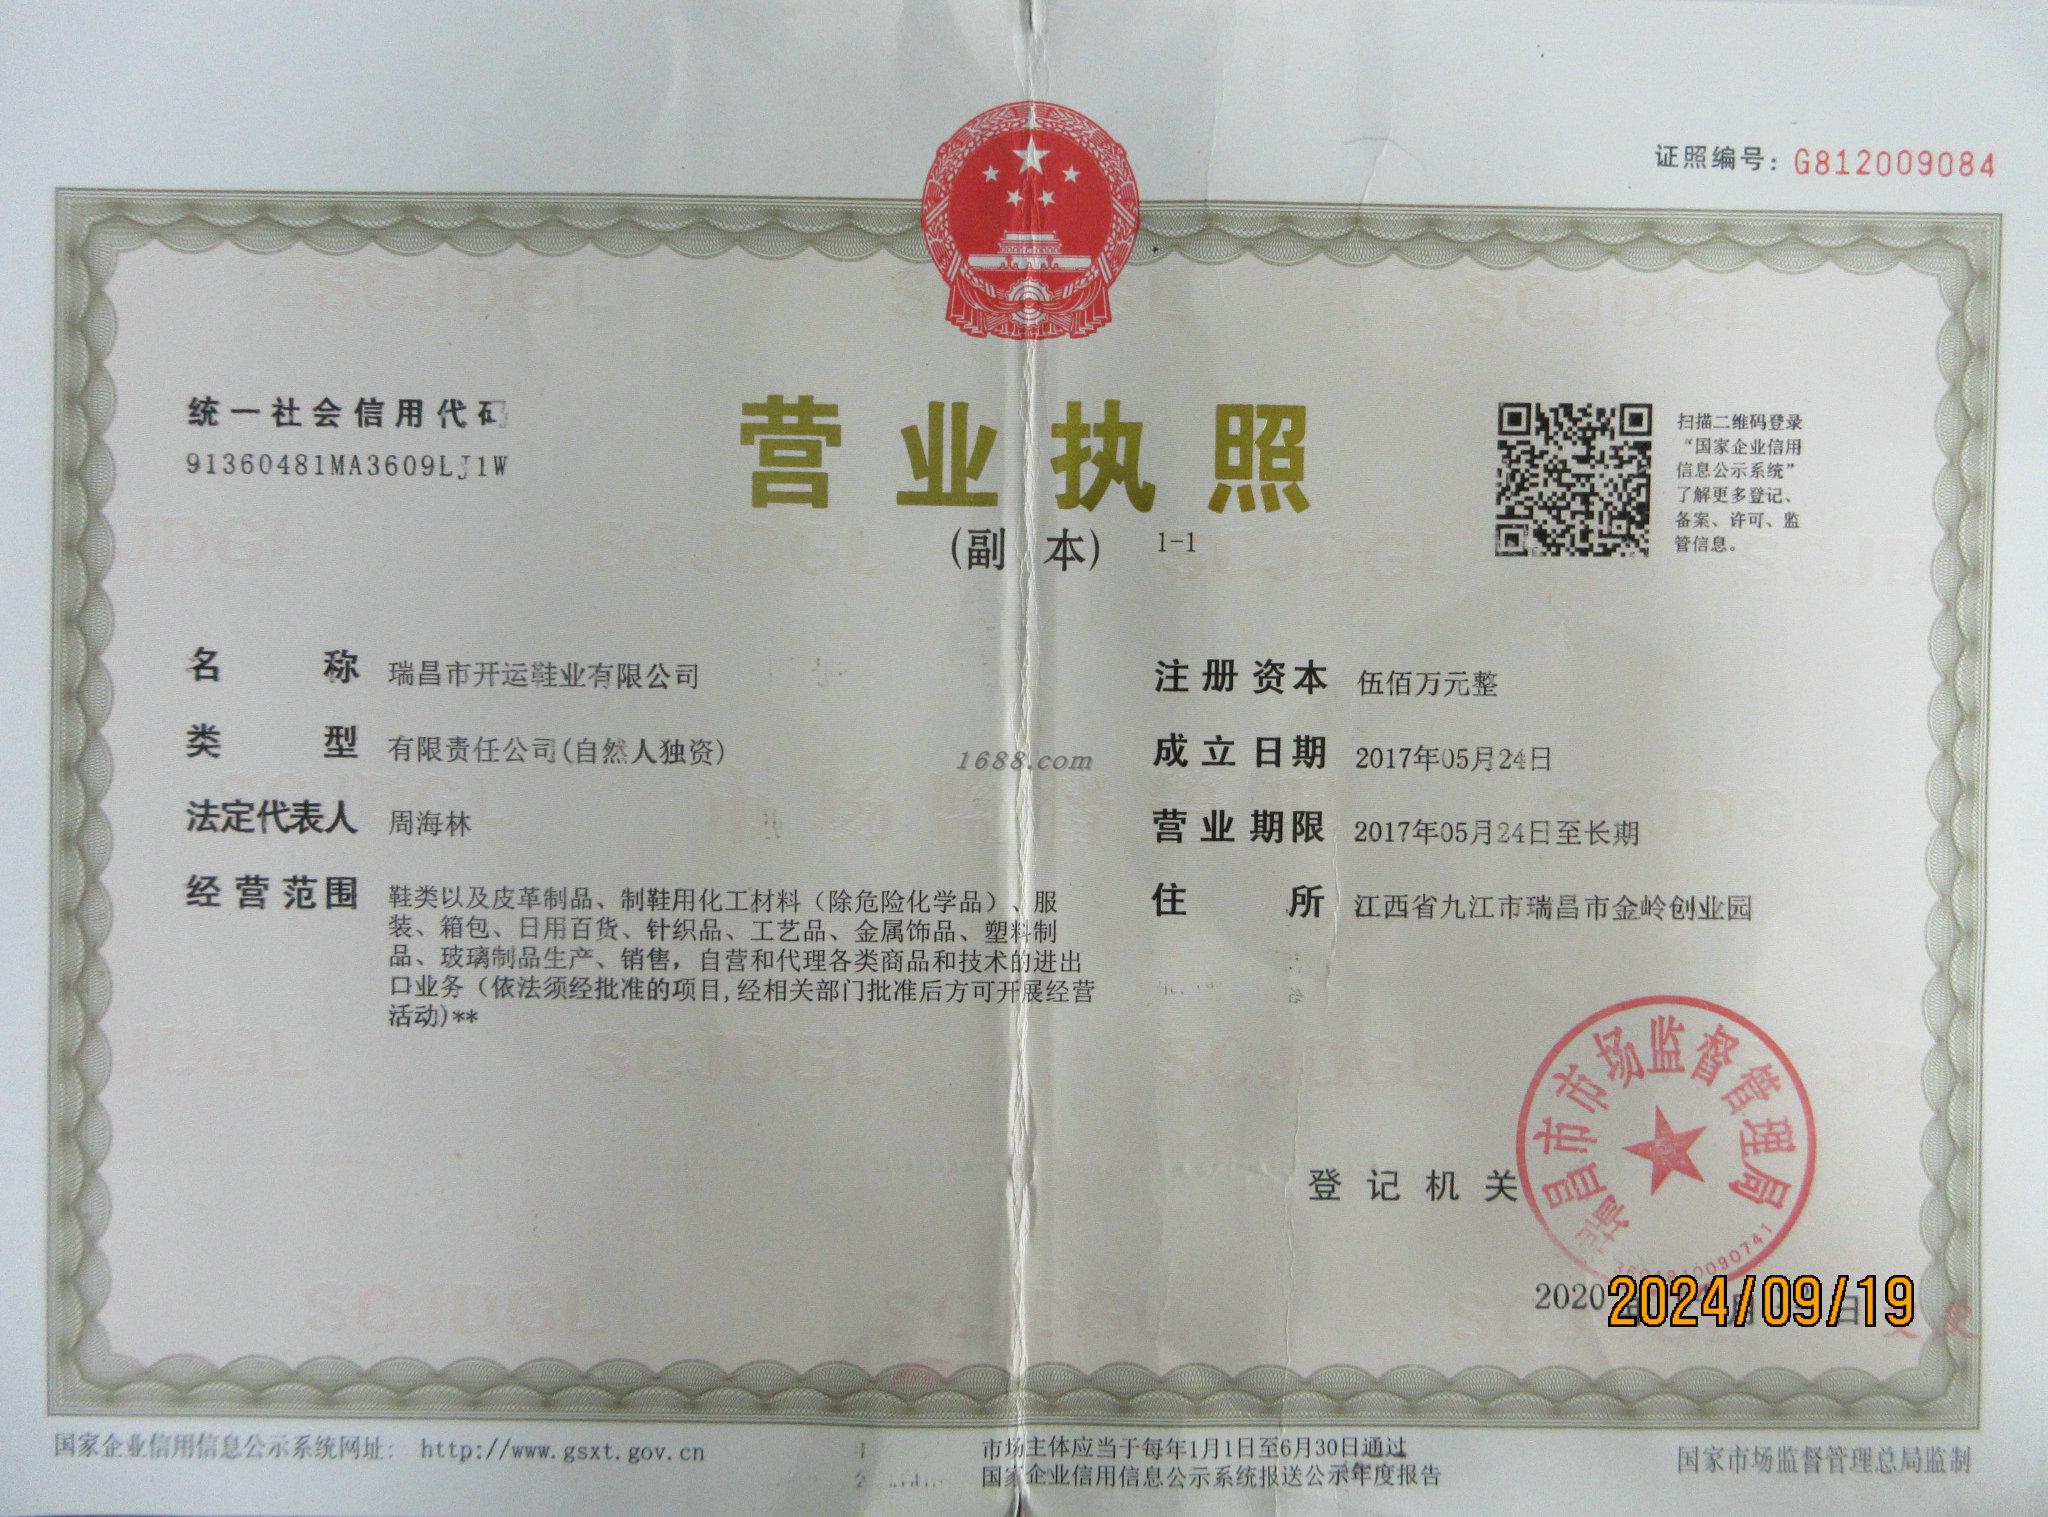 证照编号：G812009084
统一社会信用代码
91360481MA3609LJ1W
营业执照
(副 本) 1-1
扫描二维码登录
“国家企业信用
信息公示系统”
了解更多登记、
备案、许可、监
管信息。
名 称 瑞昌市开运鞋业有限公司
类 型 有限责任公司(自然人独资)
法定代表人 周海林
经营范围 鞋类以及皮革制品、制鞋用化工材料（除危险化学品）、服
装、箱包、日用百货、针织品、工艺品、金属饰品、塑料制
品、玻璃制品生产、销售，自营和代理各类商品和技术的进出
口业务（依法须经批准的项目,经相关部门批准后方可开展经营
活动)**
1688.com
注册资本 伍佰万元整
成立日期 2017年05月24日
营业期限 2017年05月24日至长期
住 所 江西省九江市瑞昌市金岭创业园
登记机关
瑞昌市市场监督管理局
3604810090741
2020年 月 日
2024/09/19
变更
国家企业信用信息公示系统网址: http://www.gsxt.gov.cn
市场主体应当于每年1月1日至6月30日通过
国家企业信用信息公示系统报送公示年度报告
国家市场监督管理总局监制